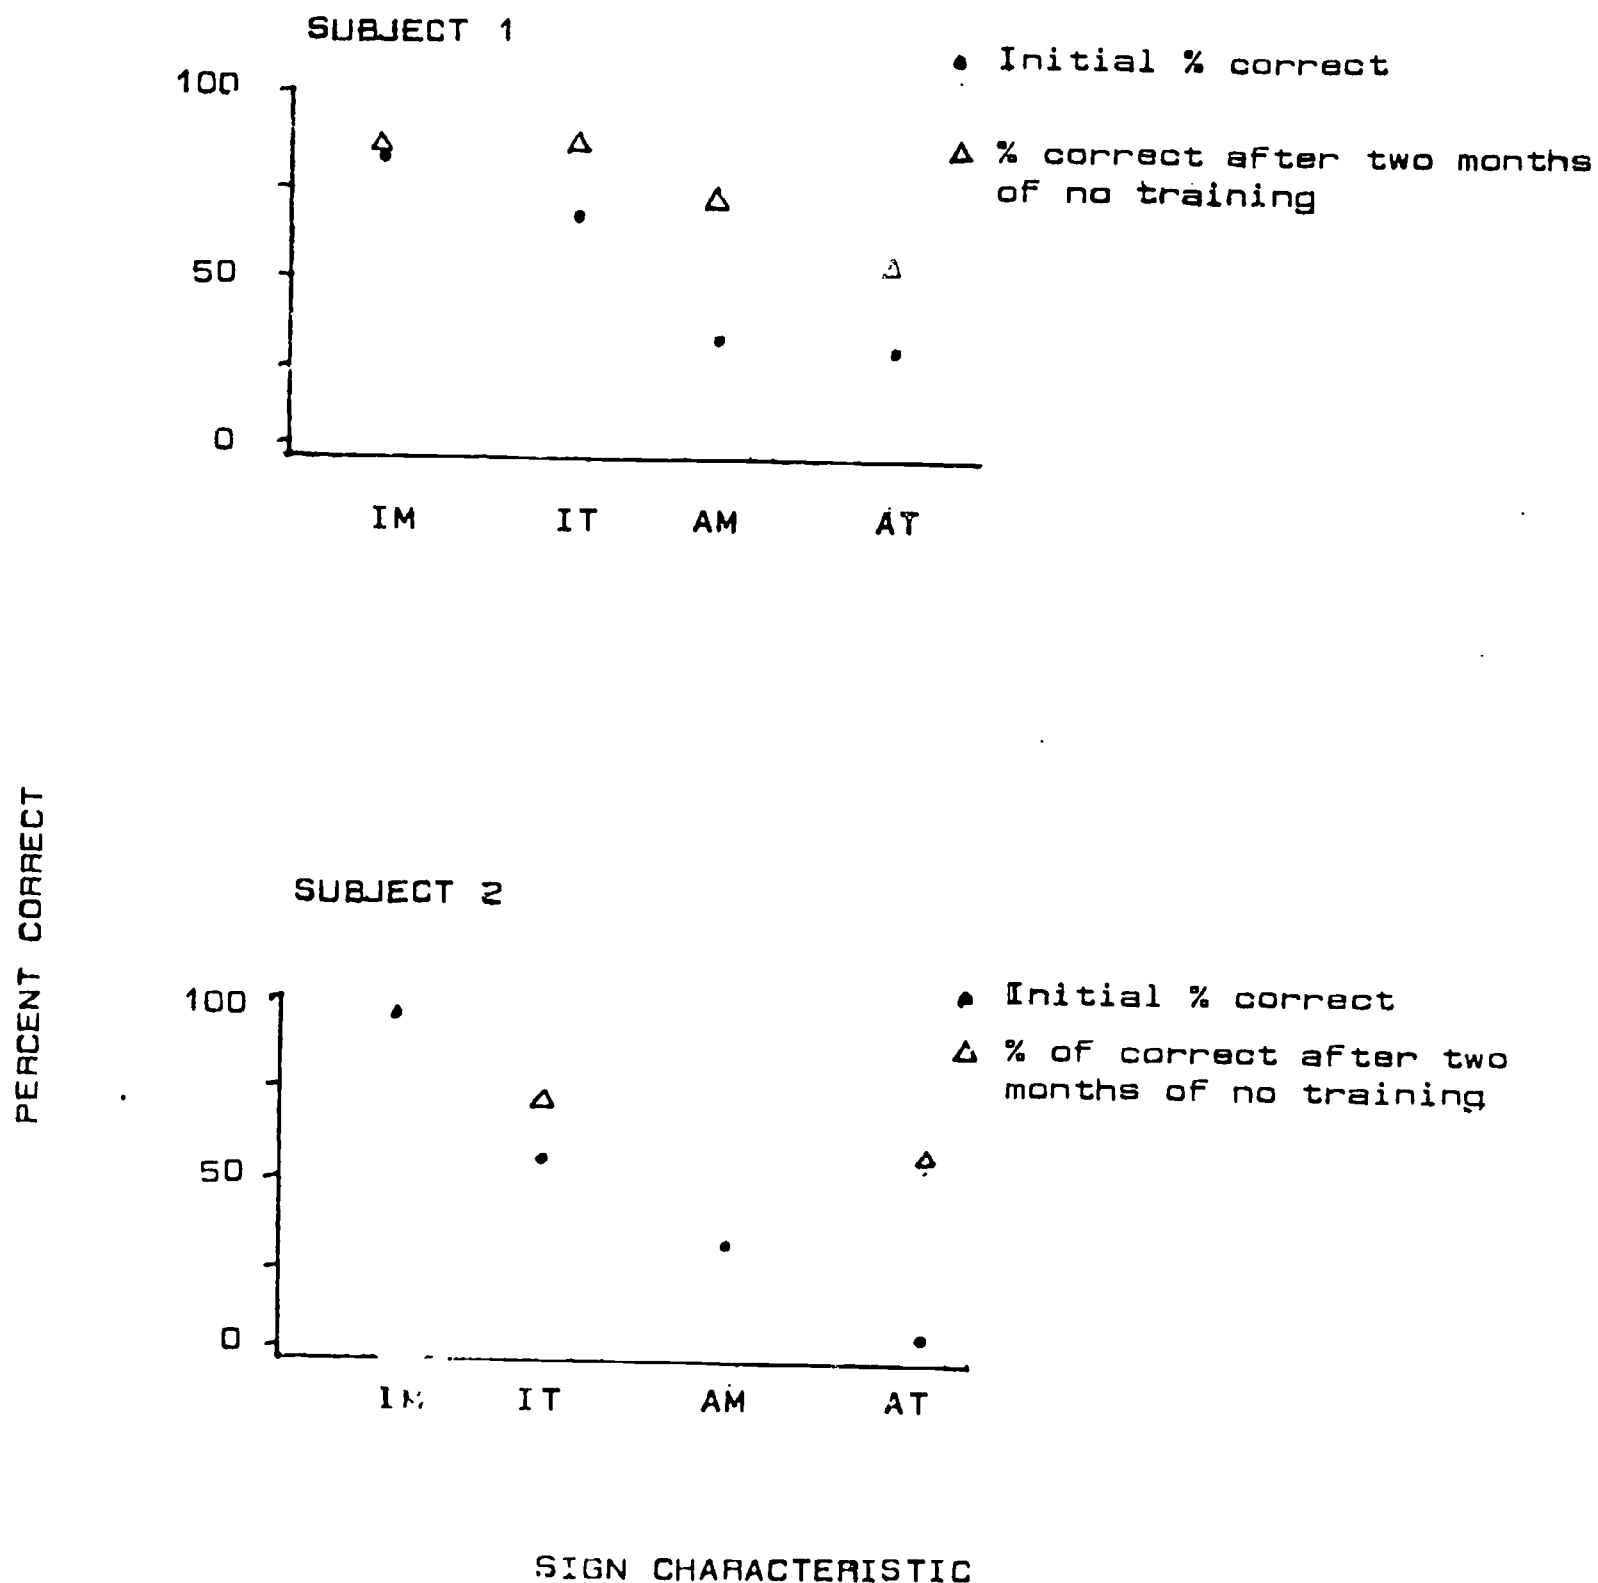 SUBJECT 1
• Initial % correct
△ % correct after two months
of no training
100
50
0
IM IT AM AT
PERCENT CORRECT
SUBJECT 2
• Initial % correct
△ % of correct after two
months of no training
100
50
0
IM IT AM AT
SIGN CHARACTERISTIC